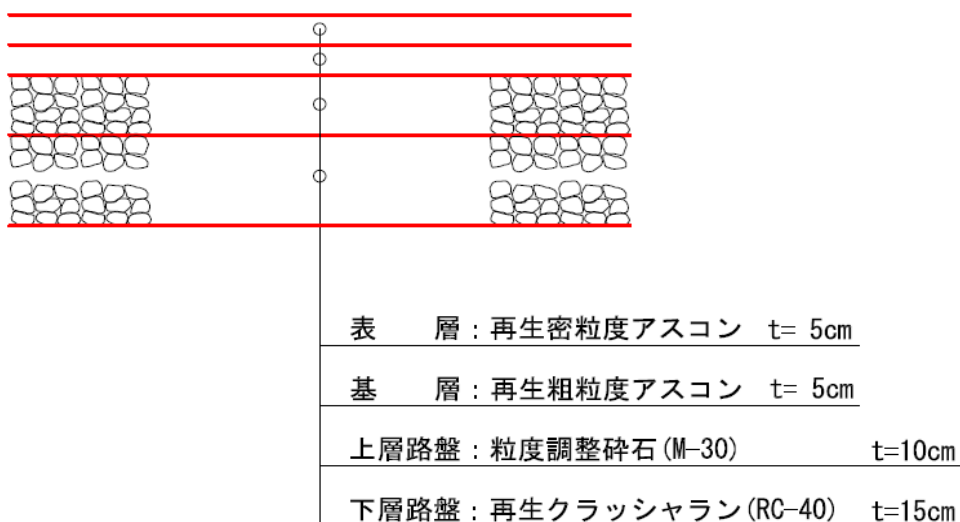 表　　層：再生密粒度アスコン　t= 5cm
基　　層：再生粗粒度アスコン　t= 5cm
上層路盤：粒度調整砕石(M-30)　t=10cm
下層路盤：再生クラッシャラン(RC-40)　t=15cm